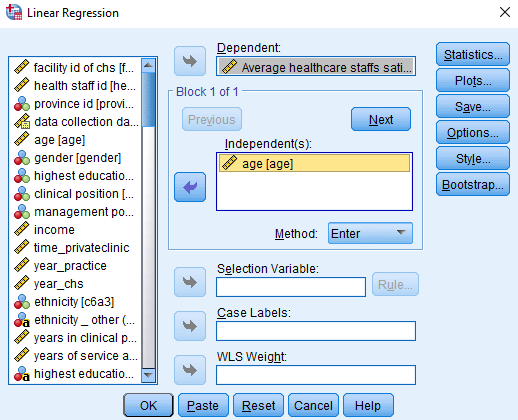 Linear Regression
facility id of chs [f...
health staff id [he...
province id [provi...
data collection da...
age [age]
gender [gender]
highest educatio...
clinical position [...
management po...
income
time_privateclinic
year_practice
year_chs
ethnicity [c6a3]
ethnicity _ other (...
years in clinical p...
years of service a...
highest educatio...
Dependent:
Average healthcare staffs sati...
Block 1 of 1
Previous
Next
Independent(s):
age [age]
Method:
Enter
Selection Variable:
Rule...
Case Labels:
WLS Weight:
Statistics...
Plots...
Save...
Options...
Style...
Bootstrap...
OK
Paste
Reset
Cancel
Help